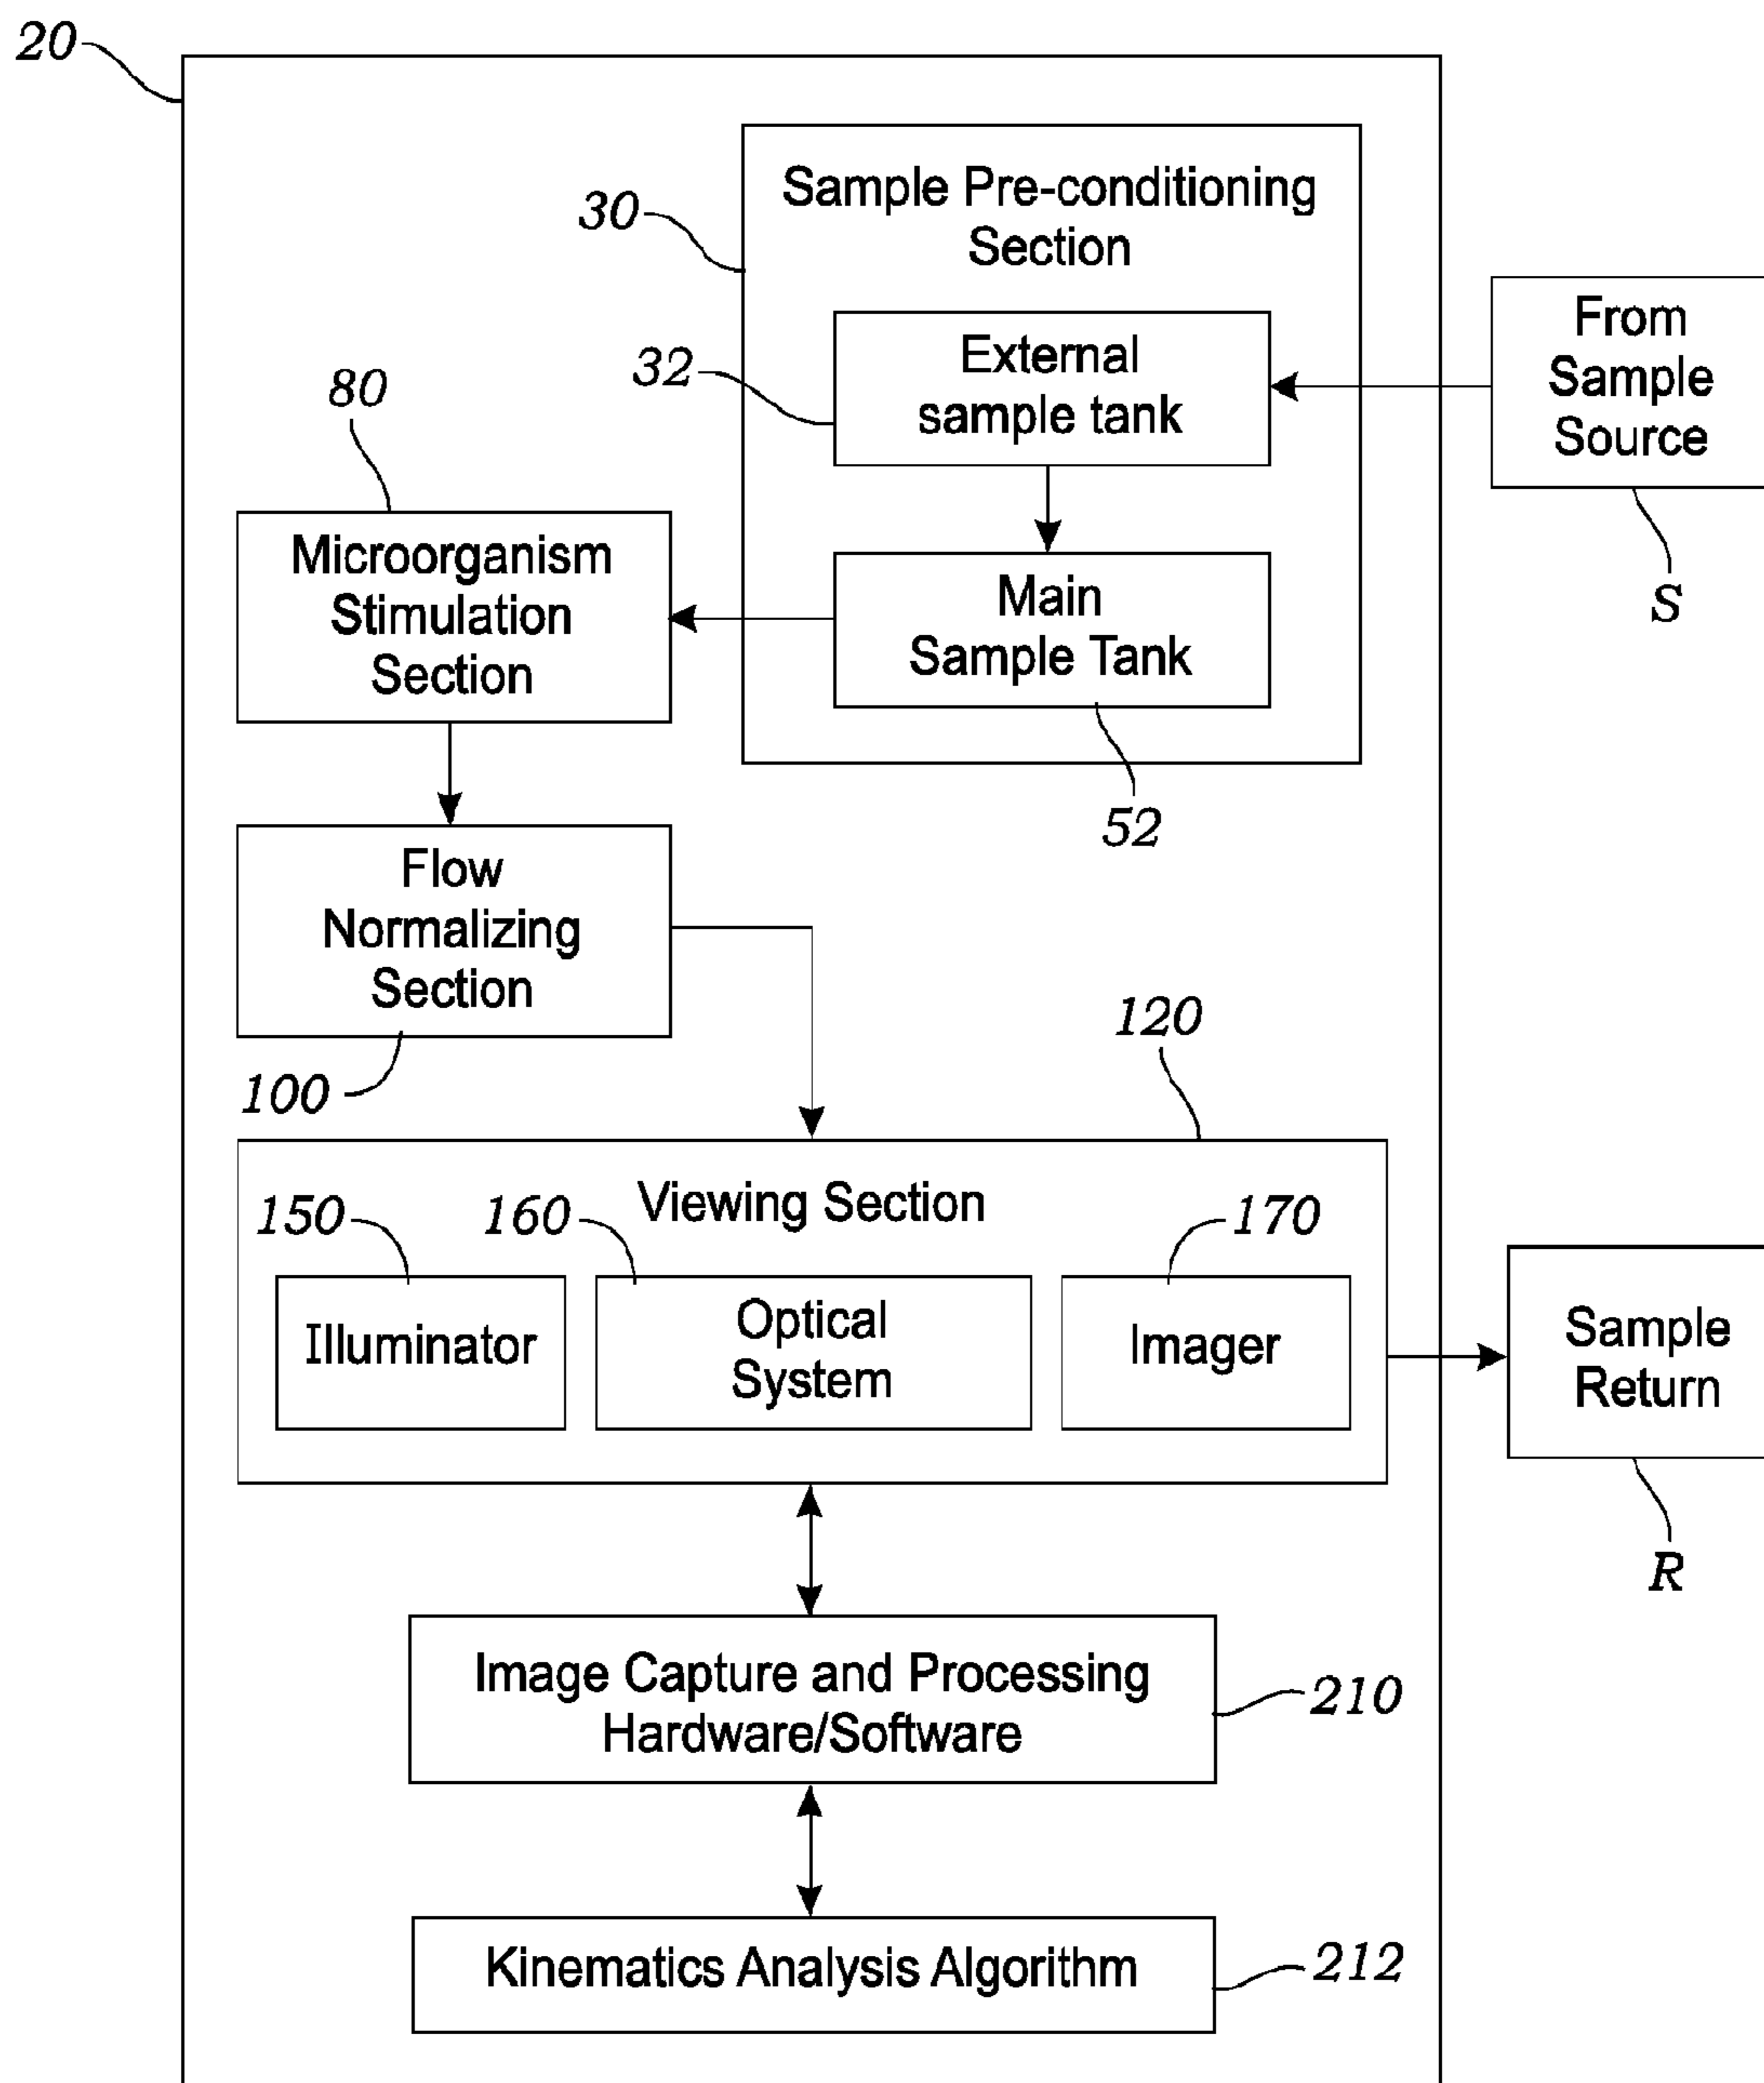 20
Sample Pre-conditioning
Section
30
External
sample tank
32
From
Sample
Source
S
80
Microorganism
Stimulation
Section
Main
Sample Tank
52
Flow
Normalizing
Section
100
120
Viewing Section
150
160
170
Illuminator
Optical
System
Imager
Sample
Return
R
Image Capture and Processing
Hardware/Software
210
Kinematics Analysis Algorithm
212